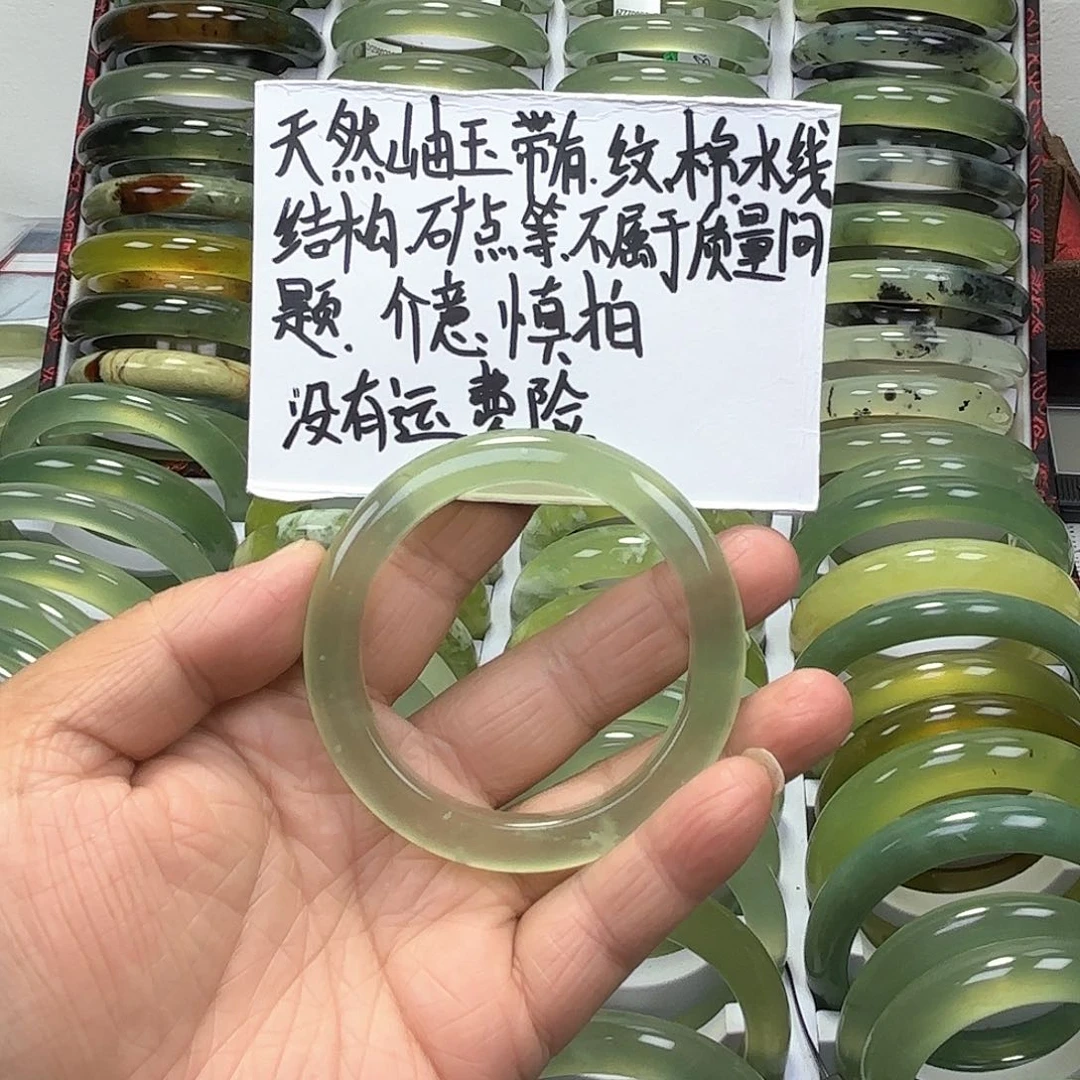 天然岫玉带有.纹.棉.水线
结构.矿点等.不属于质量问
题.介意.慎拍
没有运费险